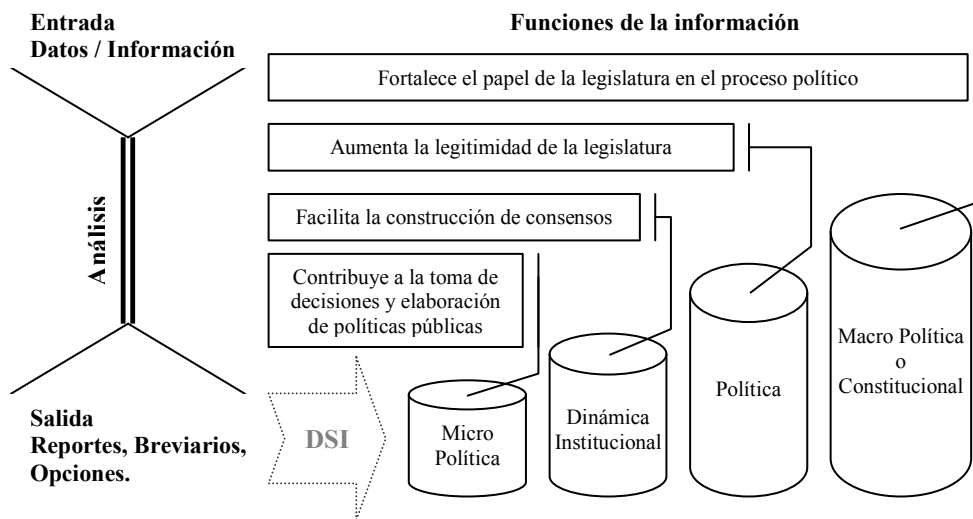 Entrada
Datos / Información
Funciones de la información
Fortalece el papel de la legislatura en el proceso político
Aumenta la legitimidad de la legislatura
Facilita la construcción de consensos
Contribuye a la toma de
decisiones y elaboración
de políticas públicas
Análisis
Salida
Reportes, Breviarios,
Opciones.
DSI
Micro
Política
Dinámica
Institucional
Política
Macro Política
o
Constitucional